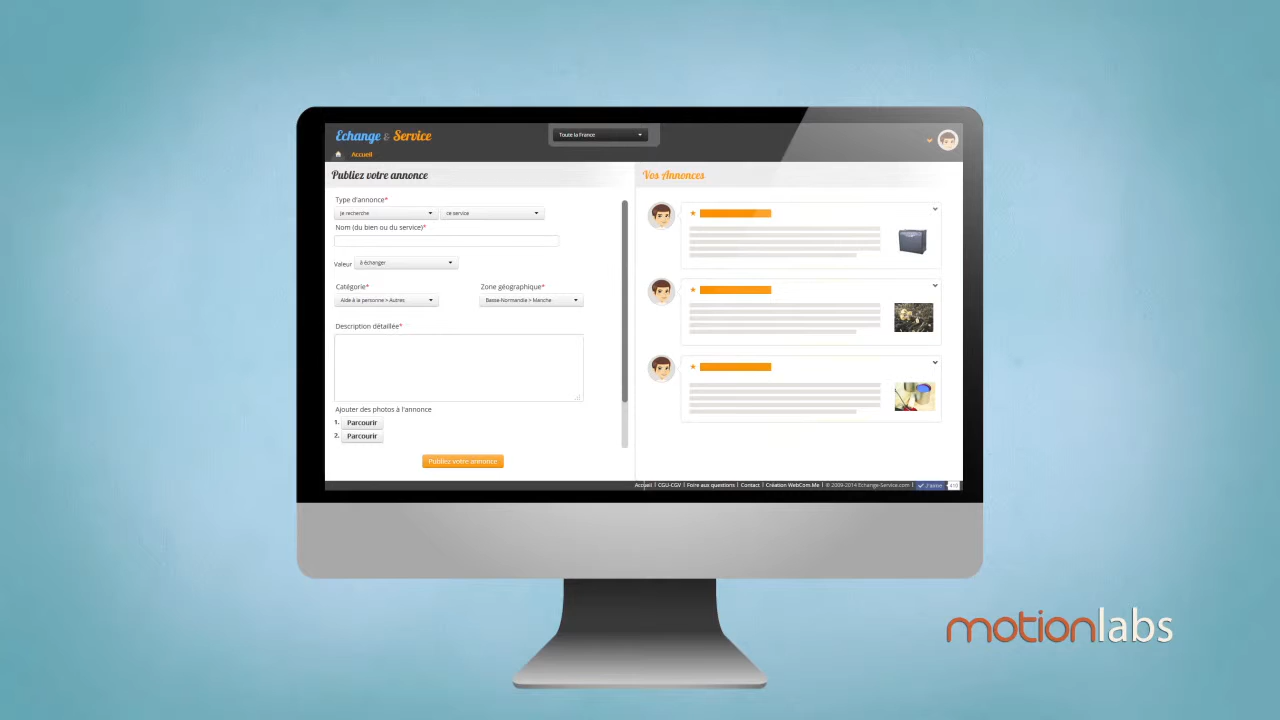 Echange & Service
Toute la France
Accueil
Publiez votre annonce
Type d'annonce*
Je recherche
ce service
Nom (du bien ou du service)*
Valeur
à échanger
Catégorie*
Zone géographique*
Aide à la personne > Autres
Basse-Normandie > Manche
Description détaillée*
Ajouter des photos à l'annonce
1. Parcourir
2. Parcourir
Publiez votre annonce
Vos Annonces
Accueil | CGU-CGV | Foire aux questions | Contact | Création WebCom.Me | © 2009-2014 Echange-Service.com |
J'aime
motionlabs